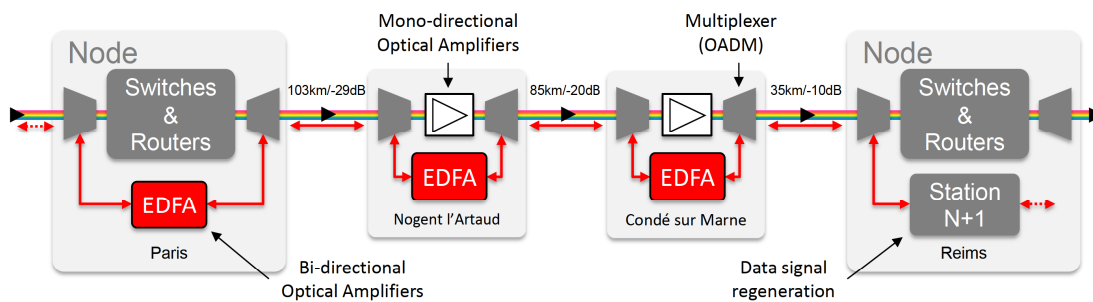 Mono-directional
Optical Amplifiers
Multiplexer
(OADM)
Node
Switches
&
Routers
EDFA
Paris
103km/-29dB
EDFA
Nogent l’Artaud
85km/-20dB
EDFA
Condé sur Marne
35km/-10dB
Node
Switches
&
Routers
Station
N+1
Reims
Bi-directional
Optical Amplifiers
Data signal
regeneration